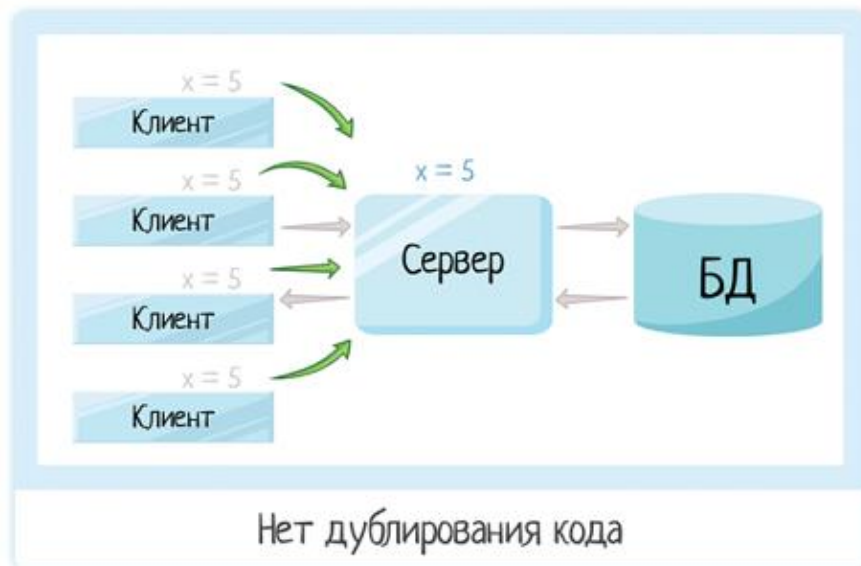 x = 5
Клиент
x = 5
x = 5
Клиент
Сервер
БД
x = 5
Клиент
x = 5
Клиент
Нет дублирования кода